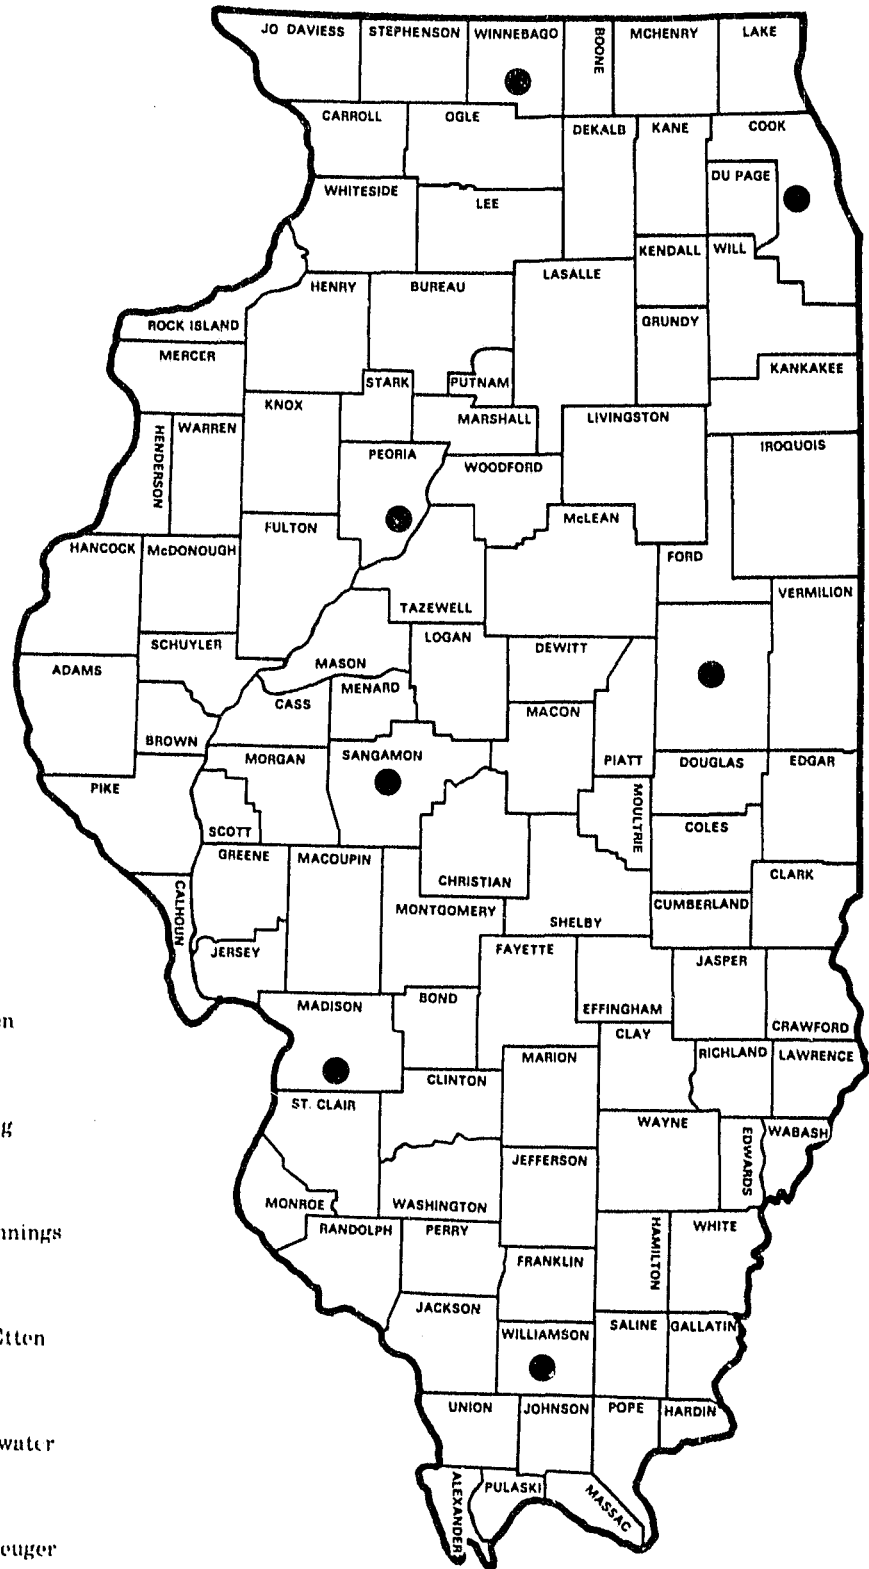 JO DAVIESS STEPHENSON WINNEBAGO BOONE MCHENRY LAKE
CARROLL OGLE DEKALB KANE COOK
DU PAGE
WHITESIDE LEE
KENDALL WILL
HENRY BUREAU LASALLE
ROCK ISLAND GRUNDY
MERCER KANKAKEE
STARK PUTNAM
KNOX MARSHALL LIVINGSTON
HENDERSON WARREN PEORIA WOODFORD IROQUOIS
FULTON McLEAN
HANCOCK McDONOUGH FORD
VERMILION
TAZEWELL
SCHUYLER LOGAN DEWITT
ADAMS MASON
CASS MENARD MACON
BROWN MORGAN SANGAMON PIATT DOUGLAS EDGAR
PIKE MOULTRIE
SCOTT COLES
GREENE MACOUPIN
CHRISTIAN CLARK
CALHOUN MONTGOMERY CUMBERLAND
SHELBY
JERSEY FAYETTE JASPER
MADISON BOND EFFINGHAM CRAWFORD
en
CLAY
MARION RICHLAND LAWRENCE
CLINTON
ST. CLAIR
WAYNE
g
EDWARDS WABASH
JEFFERSON
MONROE WASHINGTON
RANDOLPH PERRY HAMILTON WHITE
nnings
FRANKLIN
JACKSON
WILLIAMSON SALINE GALLATIN
Etten
UNION JOHNSON POPE HARDIN
water
ALEXANDER PULASKI MASSAC
euger